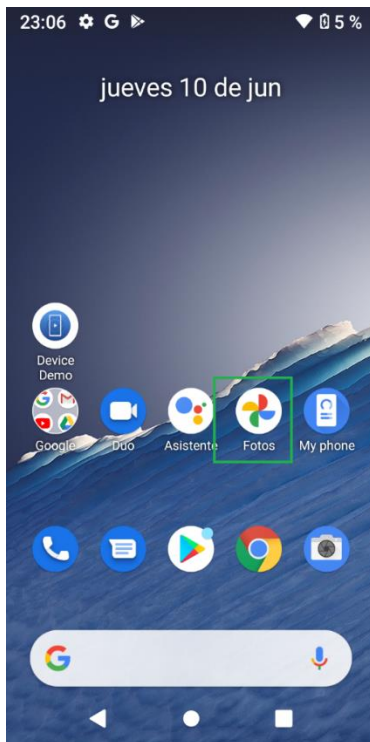 23:06 G 5 %
jueves 10 de jun
Device
Demo
Google Duo Asistente Fotos My phone
G